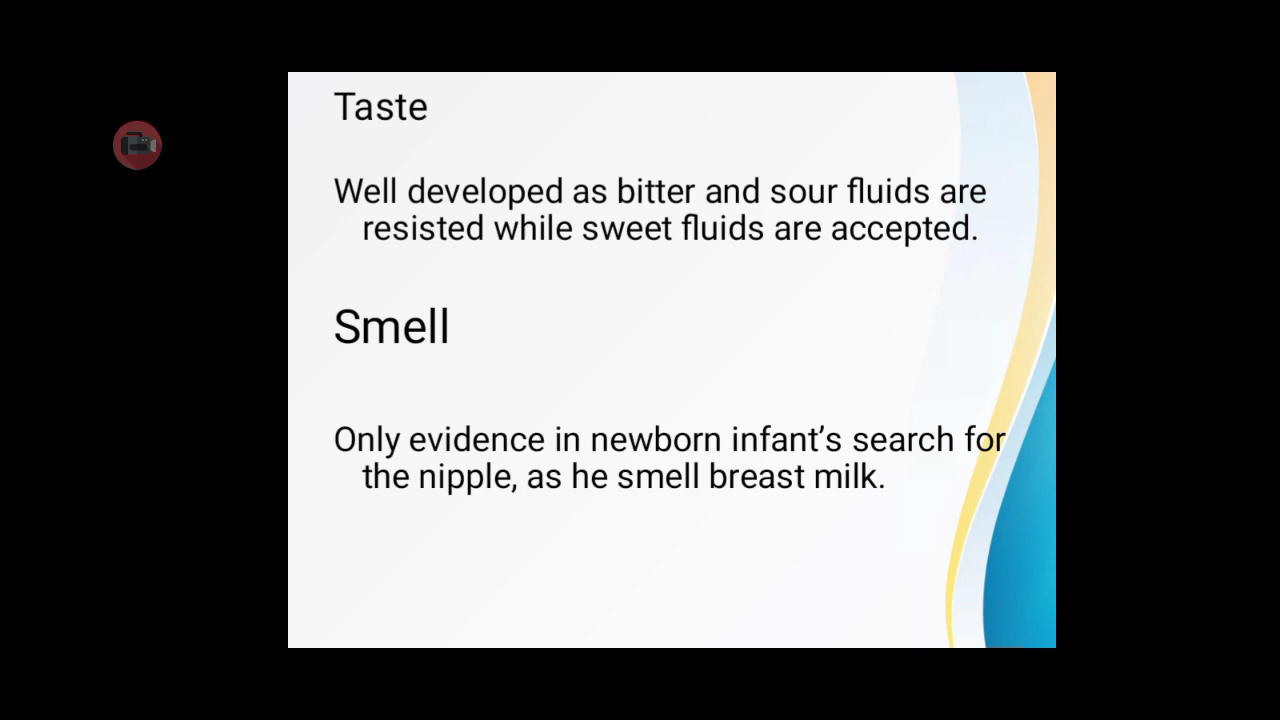 Taste
Well developed as bitter and sour fluids are
resisted while sweet fluids are accepted.
Smell
Only evidence in newborn infant’s search for
the nipple, as he smell breast milk.